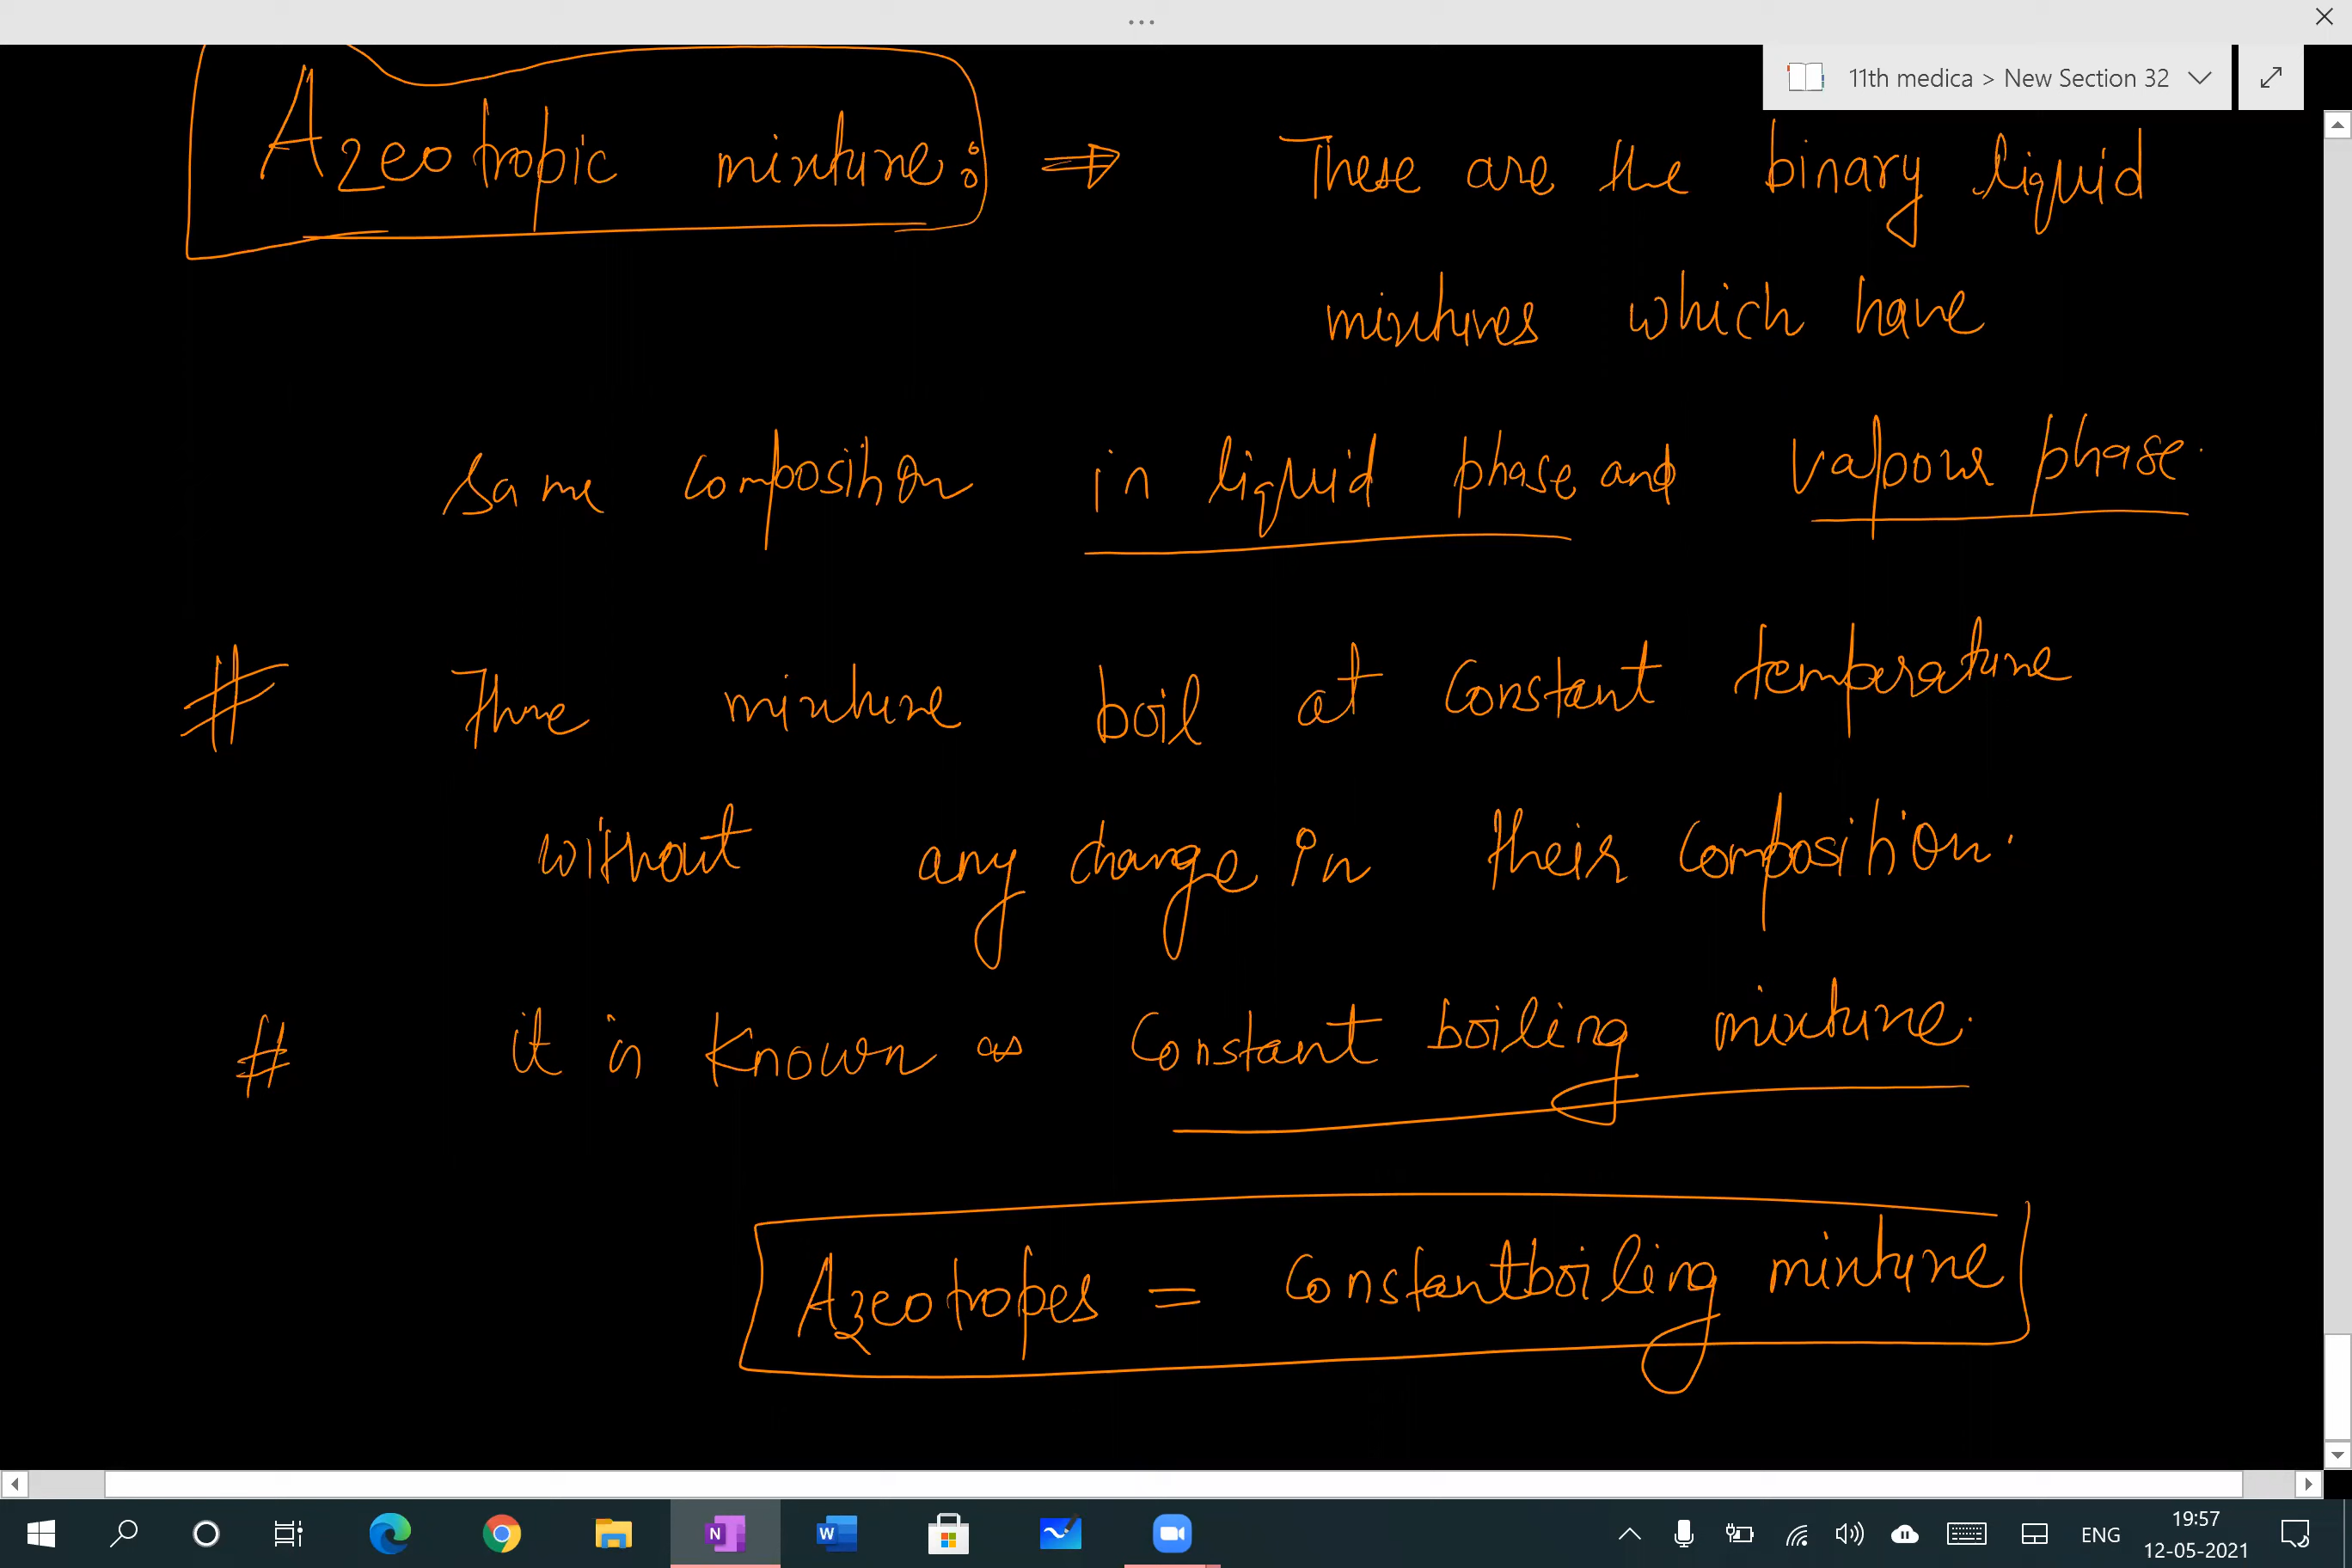 ...
11th medica > New Section 32
Azeotropic mixture: ⇒ These are the binary liquid
mixtures which have
same composition in liquid phase and vapour phase.
# These mixture boil at constant temperature
without any change in their composition.
# it is known as constant boiling mixture.
Azeotropes = constantboiling mixture
N
W
ENG
19:57
12-05-2021